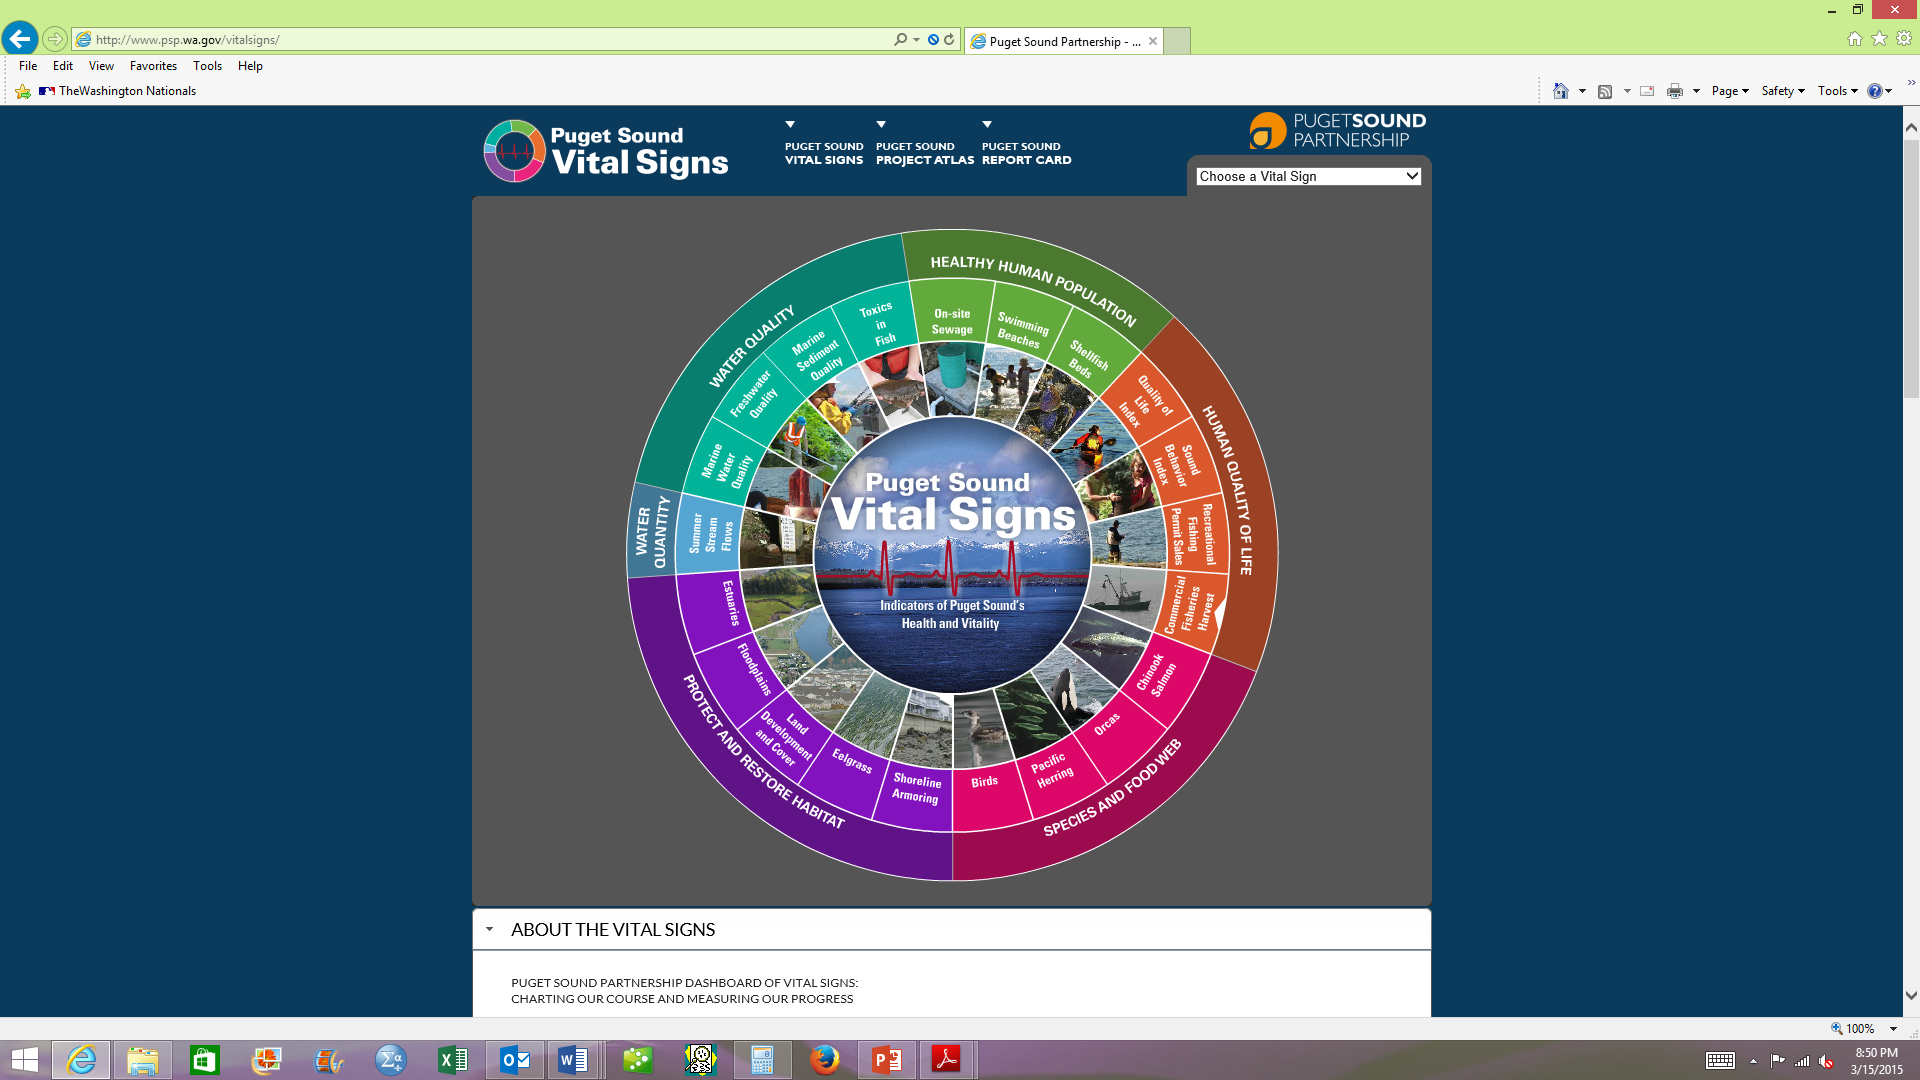 http://www.psp.wa.gov/vitalsigns/
Puget Sound Partnership - ...
File Edit View Favorites Tools Help
TheWashington Nationals
Page Safety Tools
Puget Sound
Vital Signs
PUGET SOUND
VITAL SIGNS
PUGET SOUND
PROJECT ATLAS
PUGET SOUND
REPORT CARD
PUGETSOUND
PARTNERSHIP
Choose a Vital Sign
HEALTHY HUMAN POPULATION
On-site
Sewage
Swimming
Beaches
Shellfish
Beds
HUMAN QUALITY OF LIFE
Quality of
Life
Index
Sound
Behavior
Index
Recreational
Fishing
Permit Sales
Commercial
Fisheries
Harvest
SPECIES AND FOOD WEB
Chinook
Salmon
Orcas
Pacific
Herring
Birds
PROTECT AND RESTORE HABITAT
Shoreline
Armoring
Eelgrass
Land
Development
and Cover
Floodplains
Estuaries
WATER
QUANTITY
Summer
Stream
Flows
WATER QUALITY
Marine
Water
Quality
Freshwater
Quality
Marine
Sediment
Quality
Toxics
in
Fish
Puget Sound
Vital Signs
Indicators of Puget Sound's
Health and Vitality
ABOUT THE VITAL SIGNS
PUGET SOUND PARTNERSHIP DASHBOARD OF VITAL SIGNS:
CHARTING OUR COURSE AND MEASURING OUR PROGRESS
100%
8:50 PM
3/15/2015